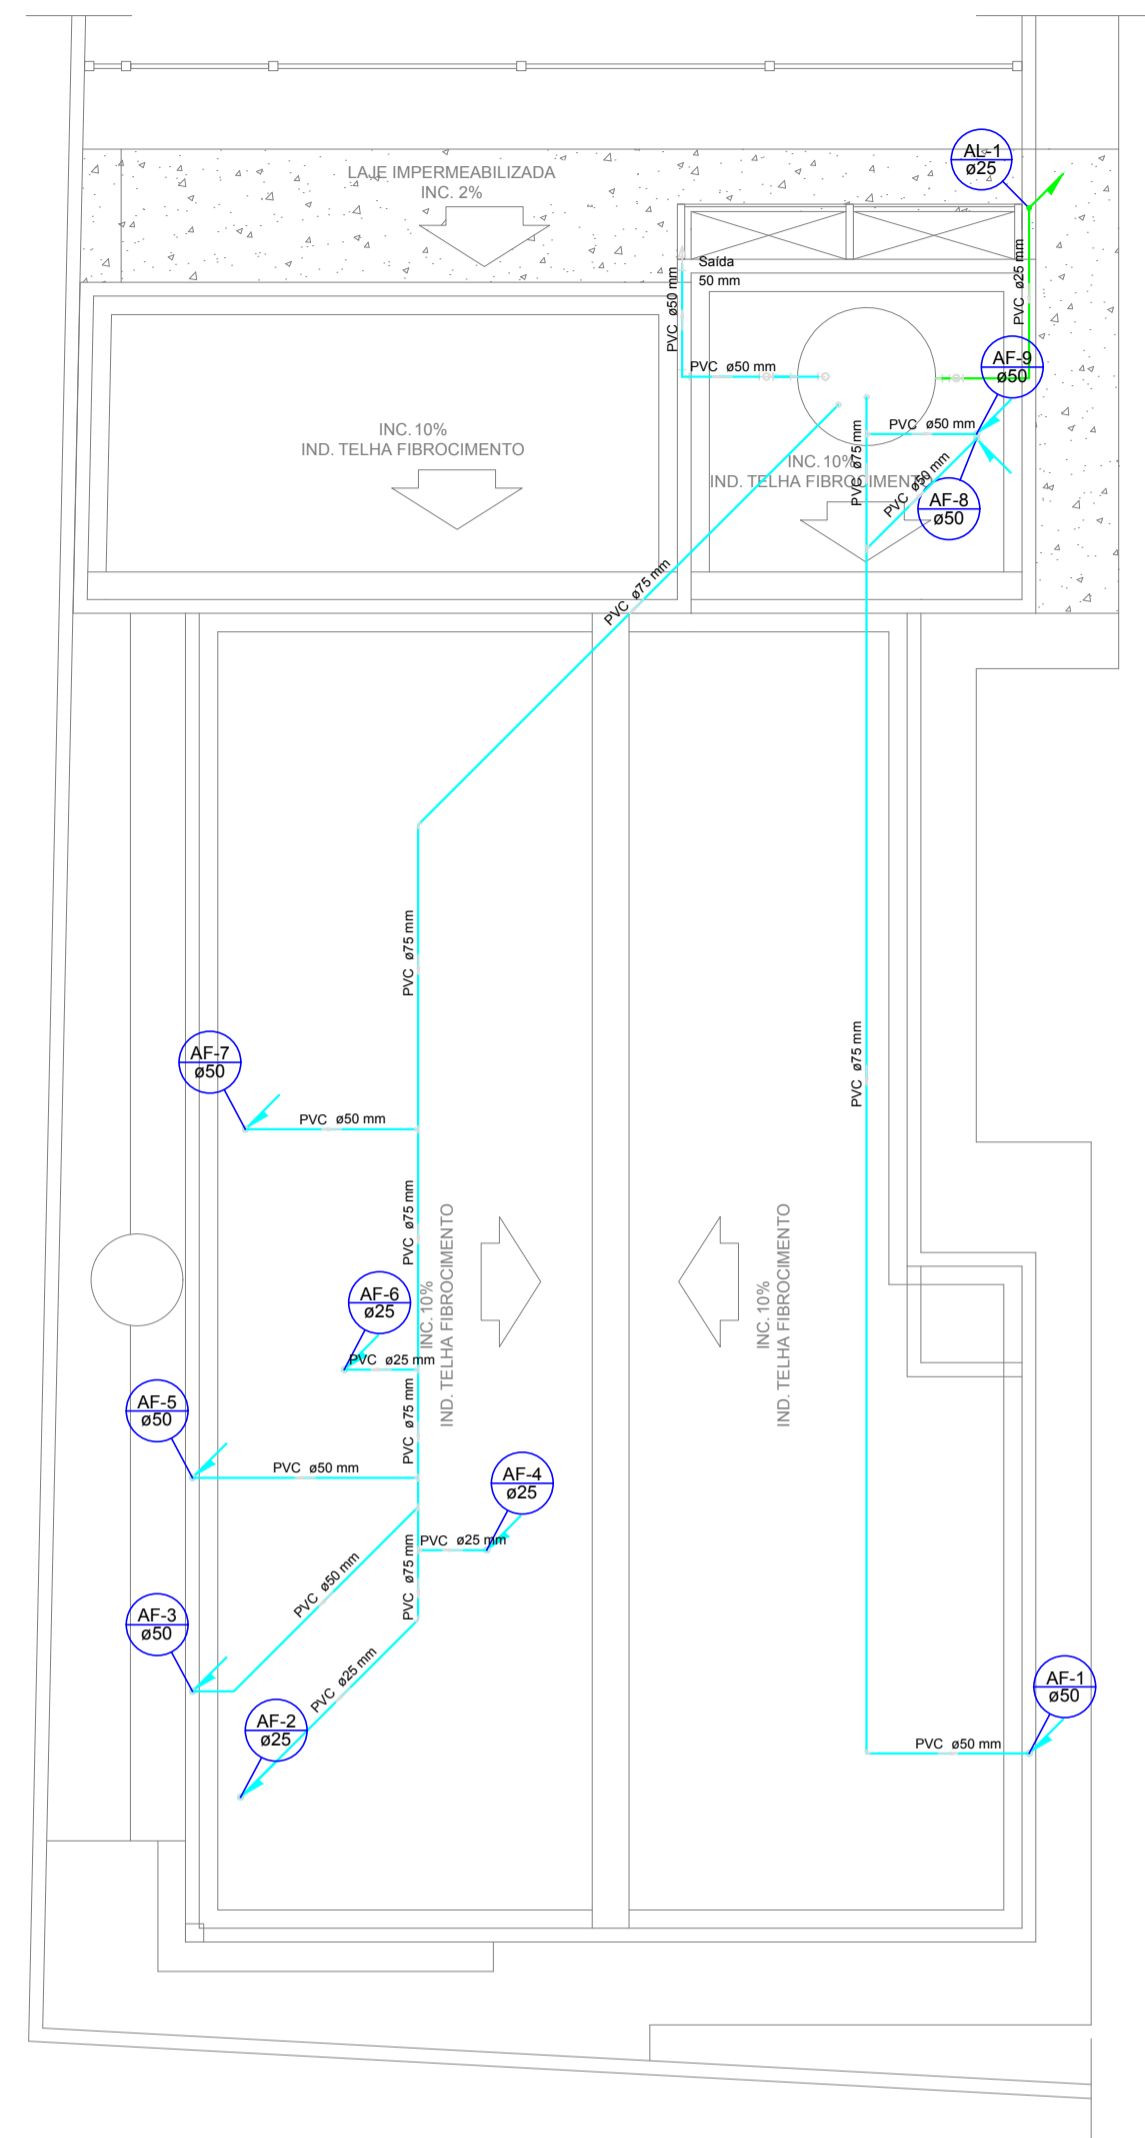 AL-1
ø25
LAJE IMPERMEABILIZADA
INC. 2%
Saída
50 mm
PVC ø50 mm
PVC ø25 mm
AF-9
ø50
PVC ø50 mm
PVC ø50 mm
INC. 10%
IND. TELHA FIBROCIMENTO
PVC ø75 mm
INC. 10%
IND. TELHA FIBROCIMENTO
PVC ø50 mm
AF-8
ø50
PVC ø75 mm
PVC ø75 mm
PVC ø75 mm
AF-7
ø50
PVC ø50 mm
PVC ø75 mm
INC. 10%
IND. TELHA FIBROCIMENTO
INC. 10%
IND. TELHA FIBROCIMENTO
AF-6
ø25
PVC ø25 mm
AF-5
ø50
PVC ø75 mm
PVC ø50 mm
AF-4
ø25
PVC ø25 mm
PVC ø75 mm
PVC ø50 mm
AF-3
ø50
PVC ø25 mm
AF-2
ø25
AF-1
ø50
PVC ø50 mm